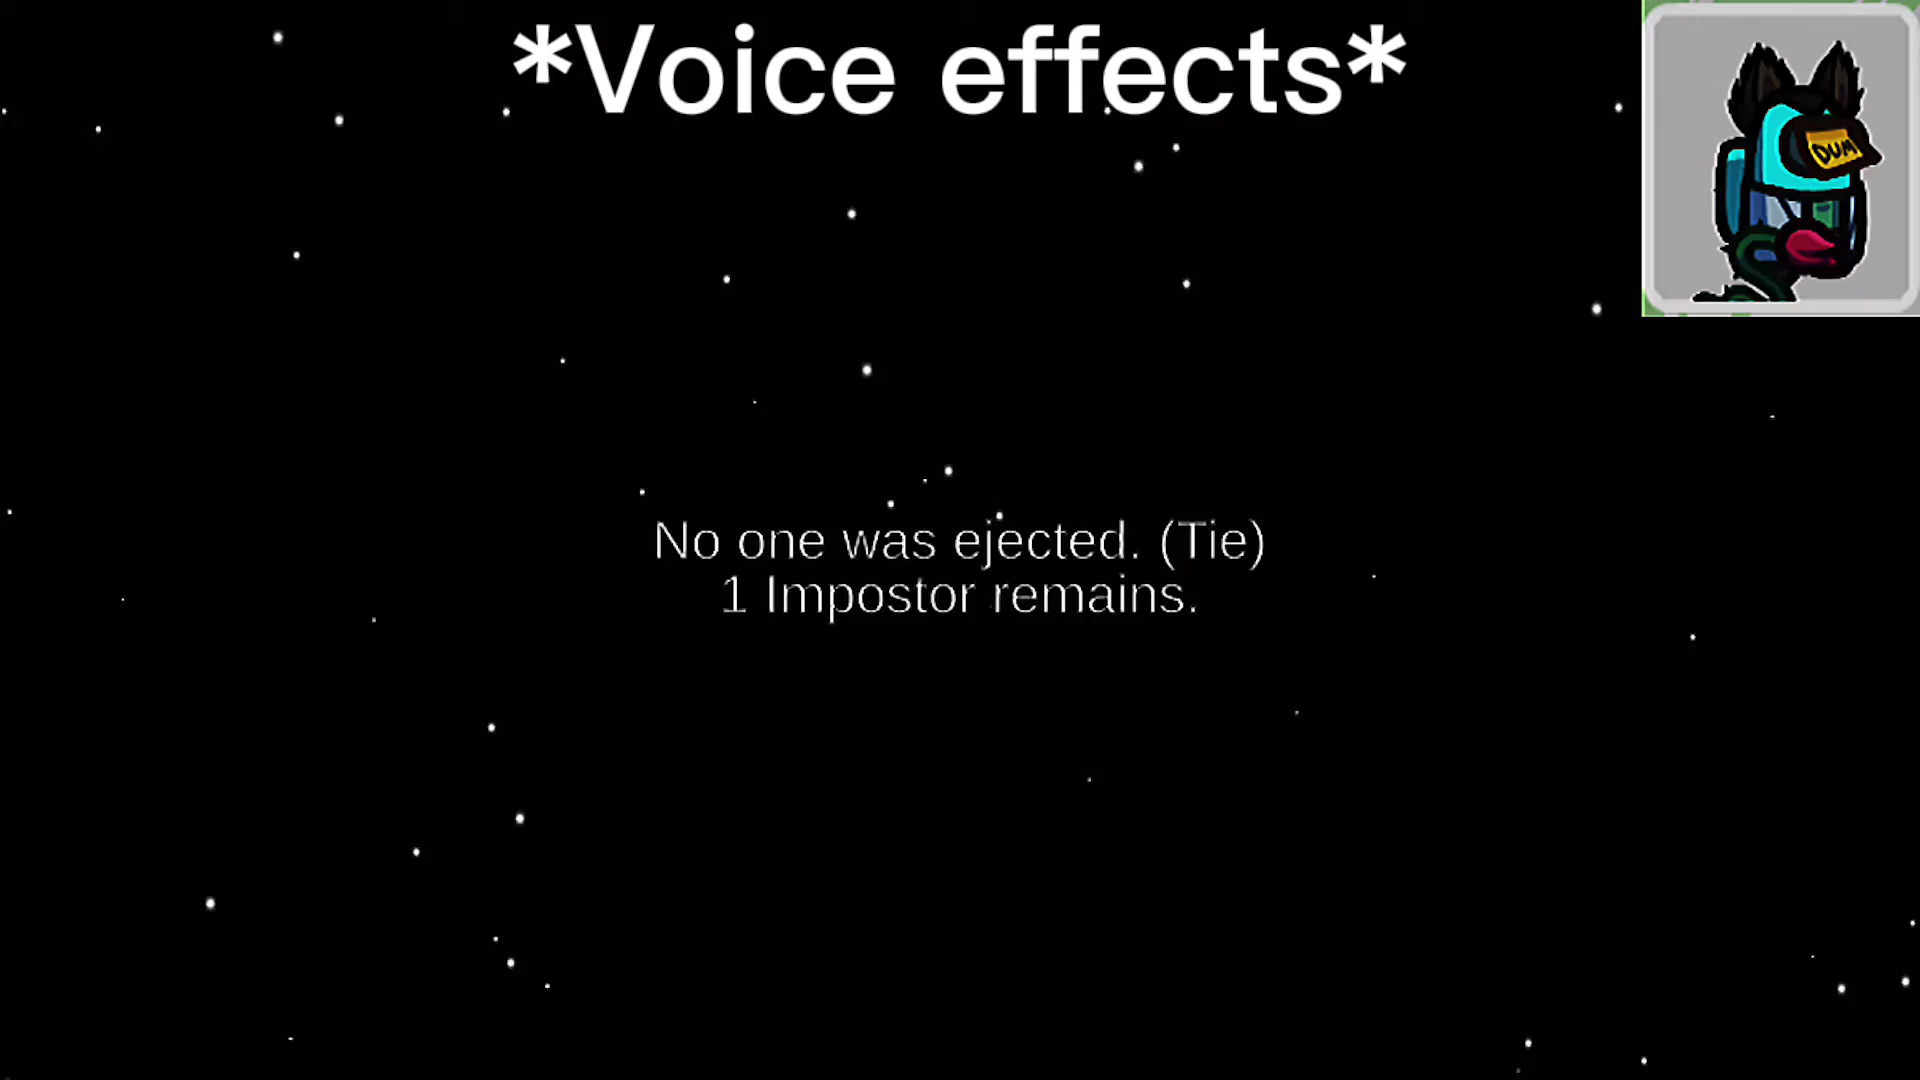 *Voice effects*
DUM
No one was ejected. (Tie)
1 Impostor remains.